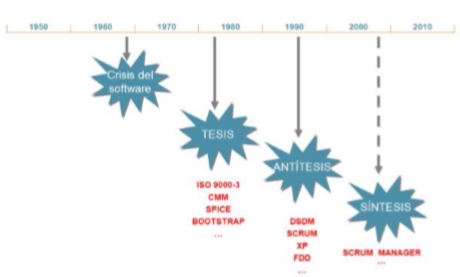 1950 1960 1970 1980 1990 2000 2010
Crisis del
software
TESIS
ISO 9000-3
CMM
SPICE
BOOTSTRAP
...
ANTÍTESIS
DSDM
SCRUM
XP
FDD
...
SÍNTESIS
SCRUM MANAGER
...